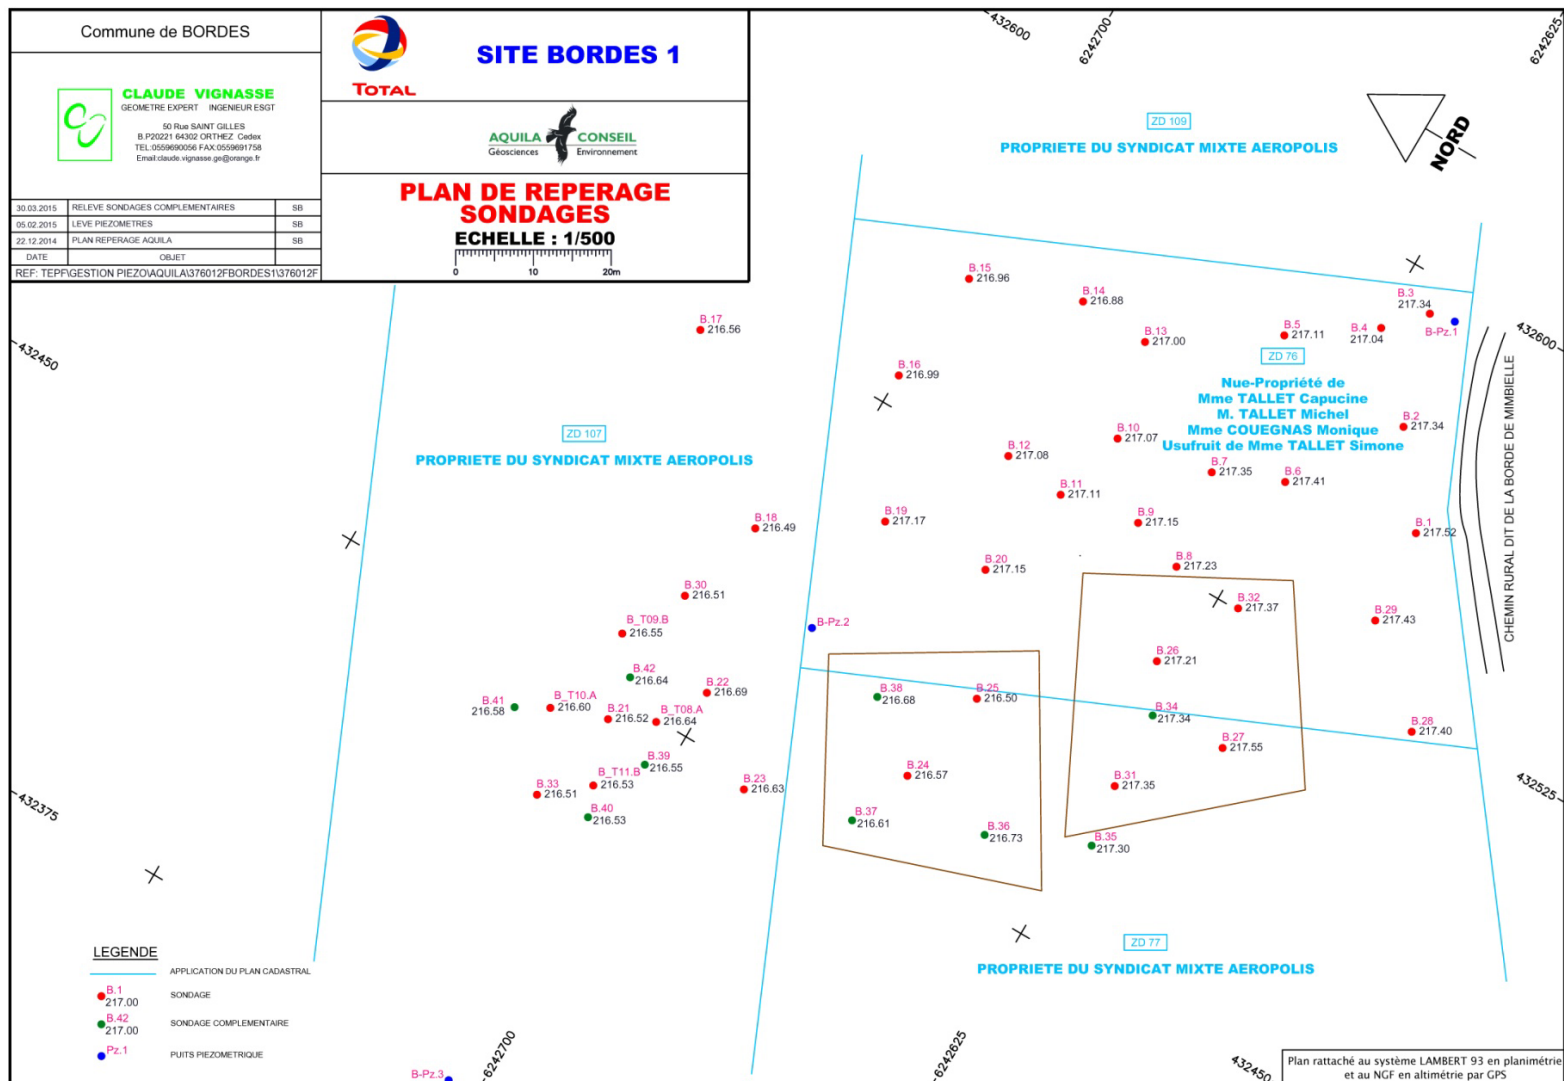 Commune de BORDES
CLAUDE VIGNASSE
GEOMETRE EXPERT INGENIEUR ESGT
50 Rue SAINT GILLES
B.P20221 64302 ORTHEZ Cedex
TEL:0559690056 FAX:0559691758
Email:claude.vignasse.ge@orange.fr
30.03.2015 RELEVE SONDAGES COMPLEMENTAIRES SB
05.02.2015 LEVE PIEZOMETRES SB
22.12.2014 PLAN REPERAGE AQUILA SB
DATE OBJET
REF: TEPF\GESTION PIEZO\AQUILA\376012FBORDES1\376012F
TOTAL
SITE BORDES 1
AQUILA CONSEIL
Géosciences Environnement
PLAN DE REPERAGE
SONDAGES
ECHELLE : 1/500
0 10 20m
432600
6242700
6242625
ZD 109
PROPRIETE DU SYNDICAT MIXTE AEROPOLIS
NORD
B.15
216.96
B.14
216.88
B.3
217.34
B-Pz.1
B.4
217.04
B.5
217.11
B.13
217.00
B.17
216.56
432450
432600
B.16
216.99
ZD 76
Nue-Propriété de
Mme TALLET Capucine
M. TALLET Michel
Mme COUEGNAS Monique
Usufruit de Mme TALLET Simone
CHEMIN RURAL DIT DE LA BORDE DE MIMBIELLE
ZD 107
PROPRIETE DU SYNDICAT MIXTE AEROPOLIS
B.2
217.34
B.10
217.07
B.12
217.08
B.7
217.35
B.6
217.41
B.11
217.11
B.18
216.49
B.19
217.17
B.9
217.15
B.1
217.52
B.20
217.15
B.8
217.23
B.30
216.51
B.32
217.37
B.29
217.43
B_T09.B
216.55
B-Pz.2
B.26
217.21
B.42
216.64
B.22
216.69
B.38
216.68
B.25
216.50
B.41
216.58
B_T10.A
216.60
B.21
216.52
B_T08.A
216.64
B.34
217.34
B.28
217.40
B.27
217.55
B.39
216.55
B.24
216.57
B_T11.B
216.53
B.33
216.51
B.23
216.63
B.31
217.35
432375
432525
B.40
216.53
B.37
216.61
B.36
216.73
B.35
217.30
ZD 77
PROPRIETE DU SYNDICAT MIXTE AEROPOLIS
LEGENDE
APPLICATION DU PLAN CADASTRAL
B.1
217.00
SONDAGE
B.42
217.00
SONDAGE COMPLEMENTAIRE
Pz.1
PUITS PIEZOMETRIQUE
B-Pz.3
6242700
6242625
432450
Plan rattaché au système LAMBERT 93 en planimétrie
et au NGF en altimétrie par GPS